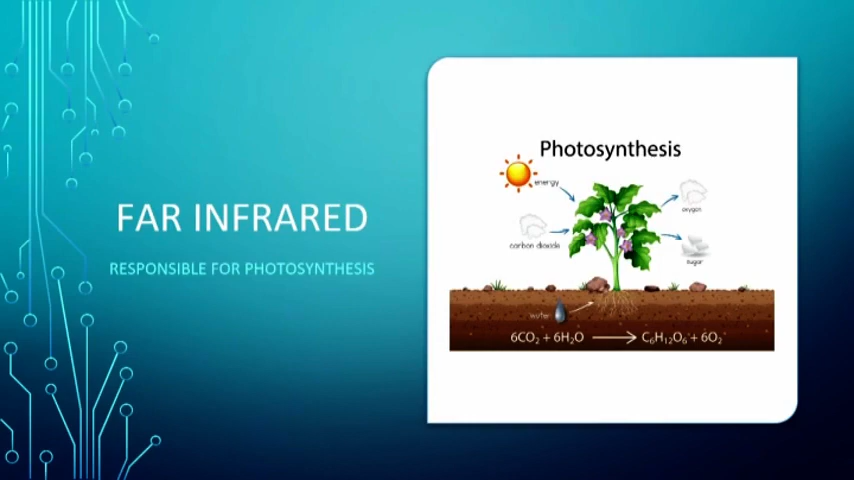 FAR INFRARED
RESPONSIBLE FOR PHOTOSYNTHESIS
Photosynthesis
energy
oxygen
carbon dioxide
sugar
water
6CO₂ + 6H₂O ⟶ C₆H₁₂O₆ + 6O₂